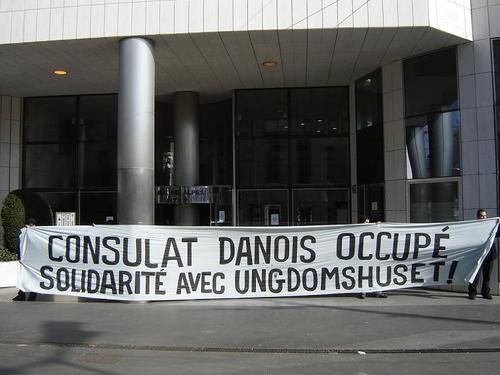 CONSULAT DANOIS OCCUPÉ
SOLIDARITÉ AVEC UNGDOMSHUSET!